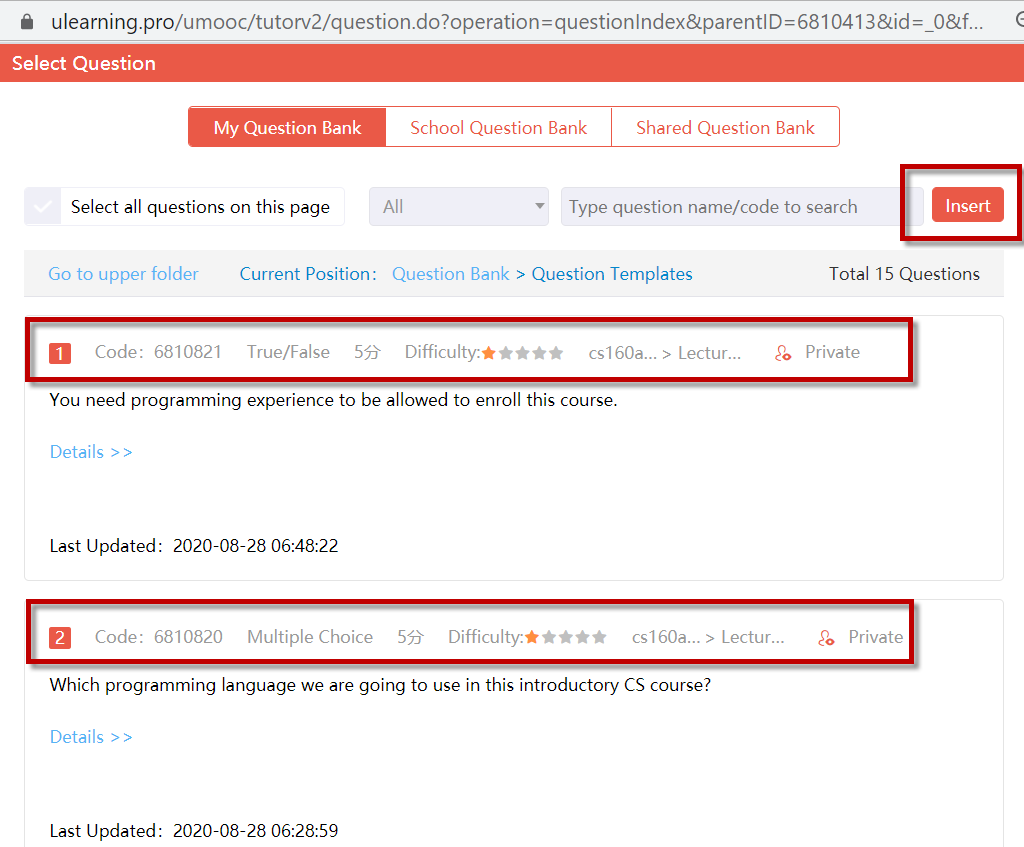 ulearning.pro/umooc/tutorv2/question.do?operation=questionIndex&parentID=6810413&id=_0&f...
Select Question
My Question Bank School Question Bank Shared Question Bank
Select all questions on this page All Type question name/code to search Insert
Go to upper folder Current Position: Question Bank > Question Templates Total 15 Questions
1 Code: 6810821 True/False 5分 Difficulty: cs160a... > Lectur... Private
You need programming experience to be allowed to enroll this course.
Details >>
Last Updated: 2020-08-28 06:48:22
2 Code: 6810820 Multiple Choice 5分 Difficulty: cs160a... > Lectur... Private
Which programming language we are going to use in this introductory CS course?
Details >>
Last Updated: 2020-08-28 06:28:59